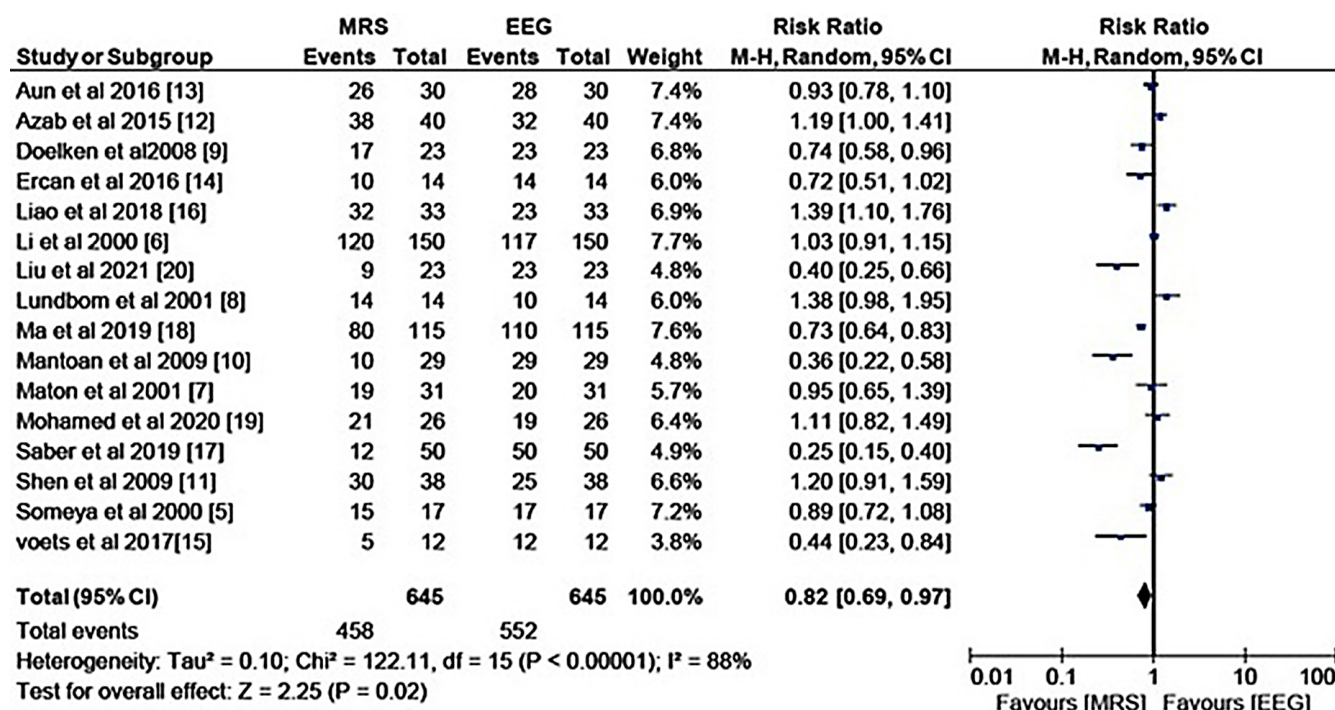 MRS EEG Risk Ratio Risk Ratio
Study or Subgroup Events Total Events Total Weight M-H, Random, 95% CI M-H, Random, 95% CI
Aun et al 2016 [13] 26 30 28 30 7.4% 0.93 [0.78, 1.10]
Azab et al 2015 [12] 38 40 32 40 7.4% 1.19 [1.00, 1.41]
Doelken et al2008 [9] 17 23 23 23 6.8% 0.74 [0.58, 0.96]
Ercan et al 2016 [14] 10 14 14 14 6.0% 0.72 [0.51, 1.02]
Liao et al 2018 [16] 32 33 23 33 6.9% 1.39 [1.10, 1.76]
Li et al 2000 [6] 120 150 117 150 7.7% 1.03 [0.91, 1.15]
Liu et al 2021 [20] 9 23 23 23 4.8% 0.40 [0.25, 0.66]
Lundbom et al 2001 [8] 14 14 10 14 6.0% 1.38 [0.98, 1.95]
Ma et al 2019 [18] 80 115 110 115 7.6% 0.73 [0.64, 0.83]
Mantoan et al 2009 [10] 10 29 29 29 4.8% 0.36 [0.22, 0.58]
Maton et al 2001 [7] 19 31 20 31 5.7% 0.95 [0.65, 1.39]
Mohamed et al 2020 [19] 21 26 19 26 6.4% 1.11 [0.82, 1.49]
Saber et al 2019 [17] 12 50 50 50 4.9% 0.25 [0.15, 0.40]
Shen et al 2009 [11] 30 38 25 38 6.6% 1.20 [0.91, 1.59]
Someya et al 2000 [5] 15 17 17 17 7.2% 0.89 [0.72, 1.08]
voets et al 2017[15] 5 12 12 12 3.8% 0.44 [0.23, 0.84]
Total (95% CI) 645 645 100.0% 0.82 [0.69, 0.97]
Total events 458 552
Heterogeneity: Tau² = 0.10; Chi² = 122.11, df = 15 (P < 0.00001); I² = 88%
Test for overall effect: Z = 2.25 (P = 0.02)
0.01 0.1 1 10 100
Favours [MRS] Favours [EEG]